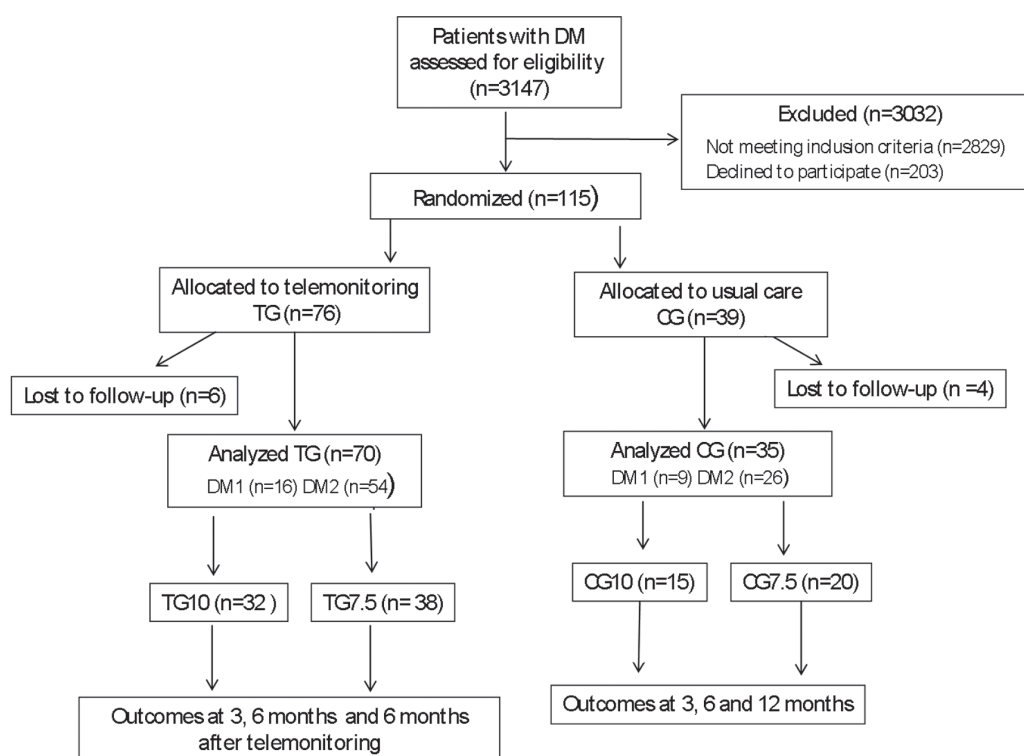 Patients with DM
assessed for eligibility
(n=3147)
Excluded (n=3032)
Not meeting inclusion criteria (n=2829)
Declined to participate (n=203)
Randomized (n=115)
Allocated to telemonitoring
TG (n=76)
Allocated to usual care
CG (n=39)
Lost to follow-up (n=6)
Lost to follow-up (n =4)
Analyzed TG (n=70)
DM1 (n=16) DM2 (n=54)
Analyzed CG (n=35)
DM1 (n=9) DM2 (n=26)
TG10 (n=32 )
TG7.5 (n= 38)
CG10 (n=15)
CG7.5 (n=20)
Outcomes at 3, 6 months and 6 months
after telemonitoring
Outcomes at 3, 6 and 12 months